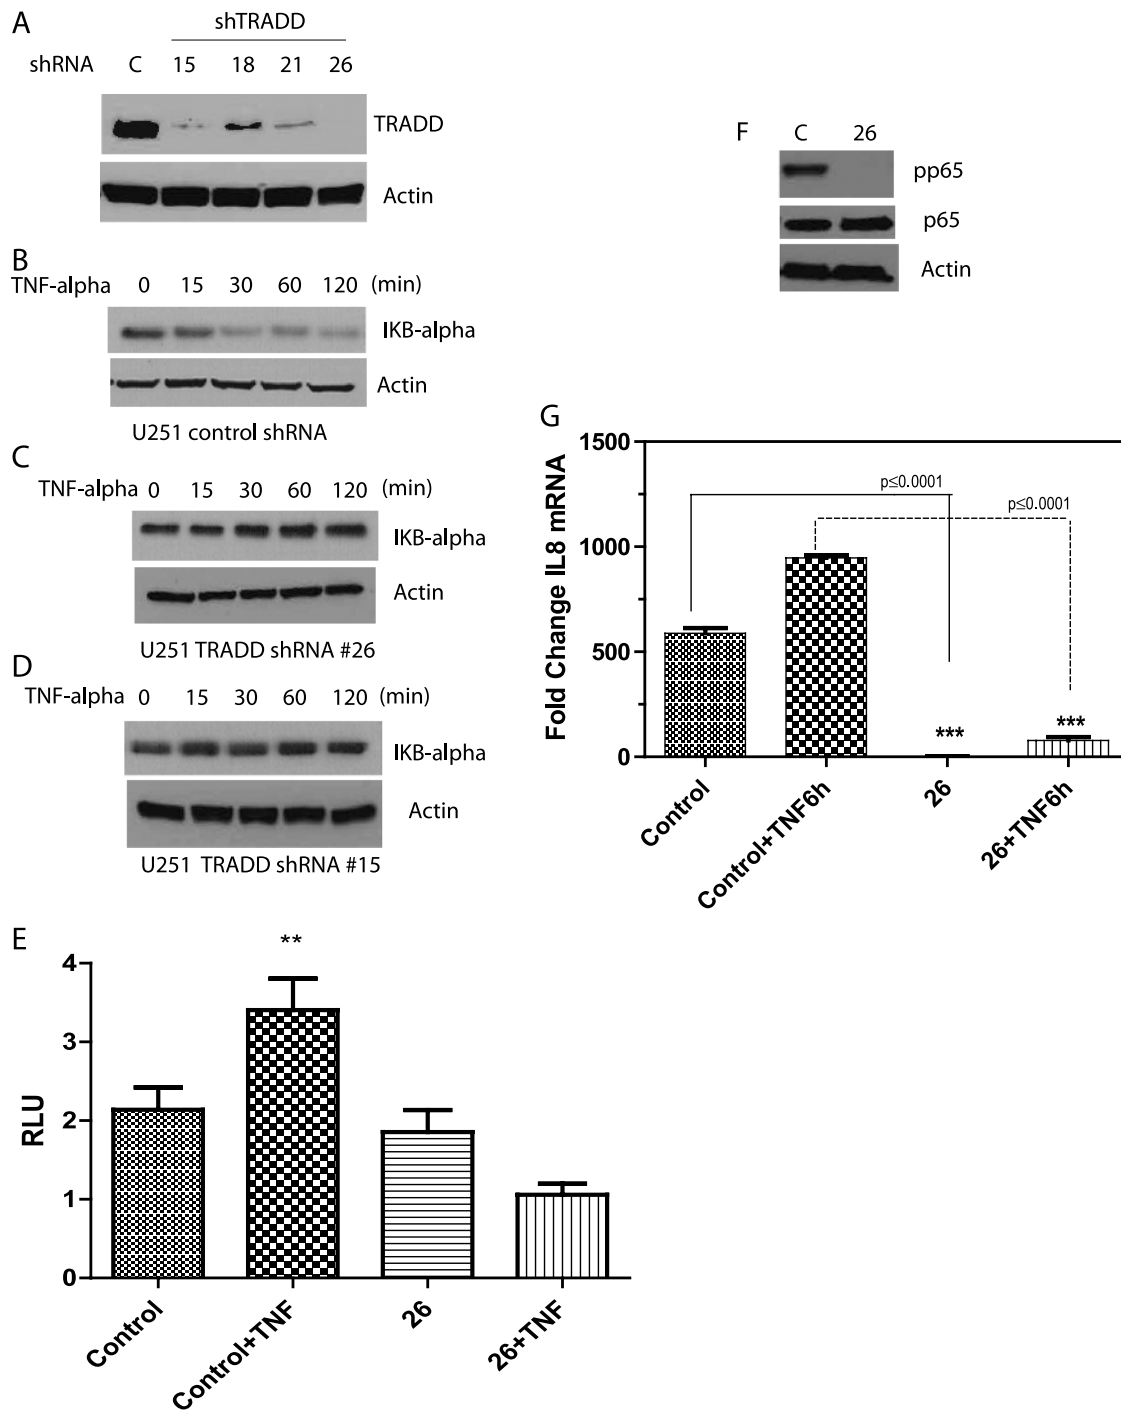 A
shTRADD
shRNA C 15 18 21 26
TRADD
Actin
B
TNF-alpha 0 15 30 60 120 (min)
IKB-alpha
Actin
U251 control shRNA
C
TNF-alpha 0 15 30 60 120 (min)
IKB-alpha
Actin
U251 TRADD shRNA #26
D
TNF-alpha 0 15 30 60 120 (min)
IKB-alpha
Actin
U251 TRADD shRNA #15
E
**
4
3
2
1
0
RLU
Control
Control+TNF
26
26+TNF
F
C 26
pp65
p65
Actin
G
1500
1000
500
0
Fold Change IL8 mRNA
p≤0.0001
p≤0.0001
***
***
Control
Control+TNF6h
26
26+TNF6h